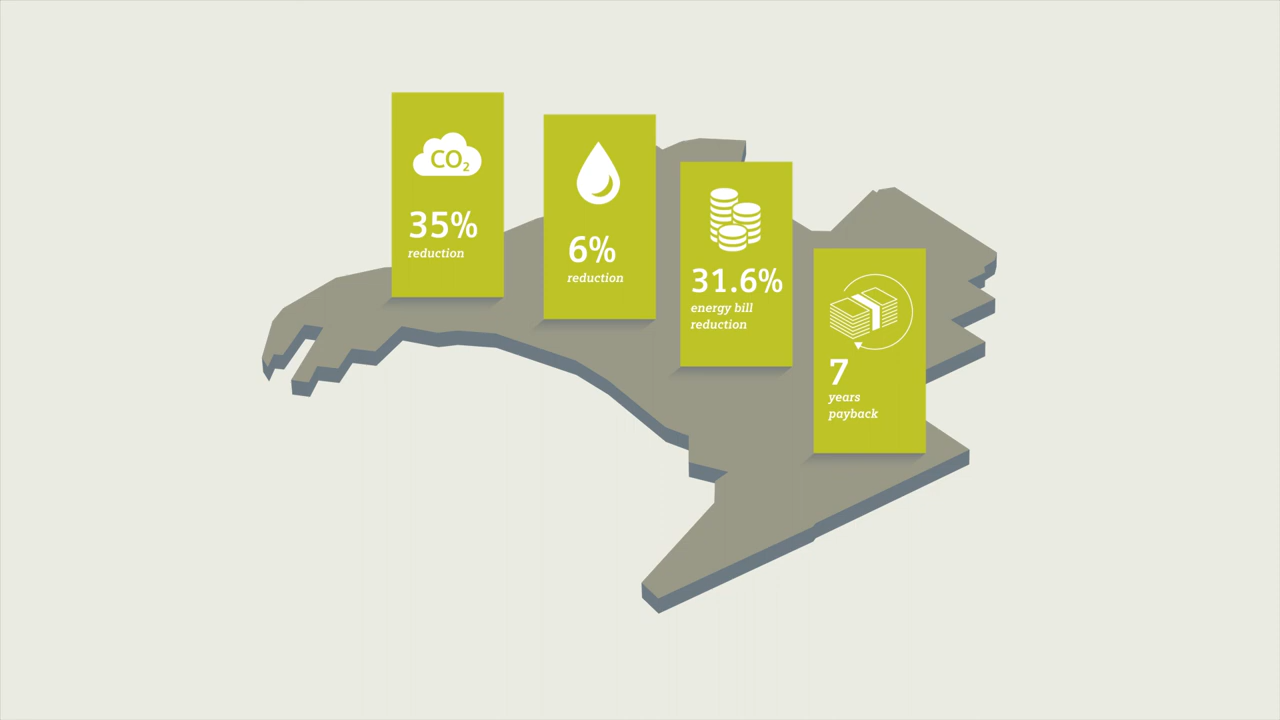 CO₂
35%
reduction
6%
reduction
31.6%
energy bill
reduction
7
years
payback